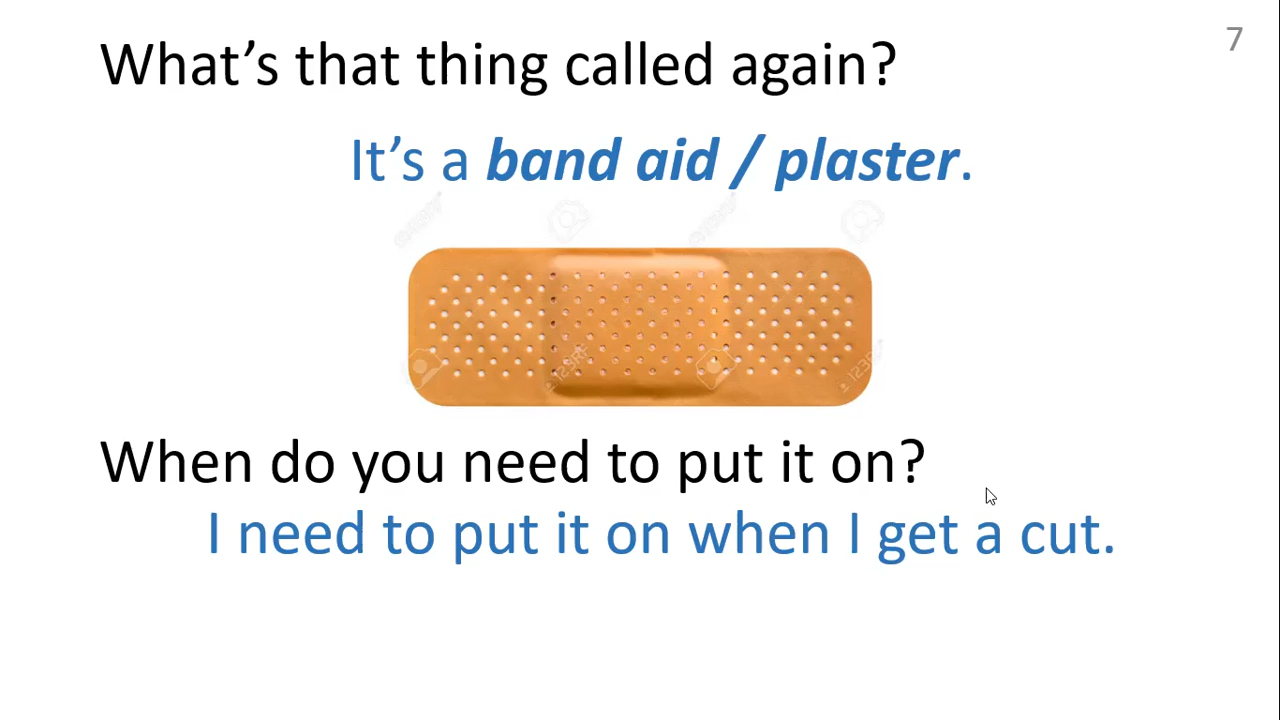 7
What’s that thing called again?
It’s a band aid / plaster.
When do you need to put it on?
I need to put it on when I get a cut.